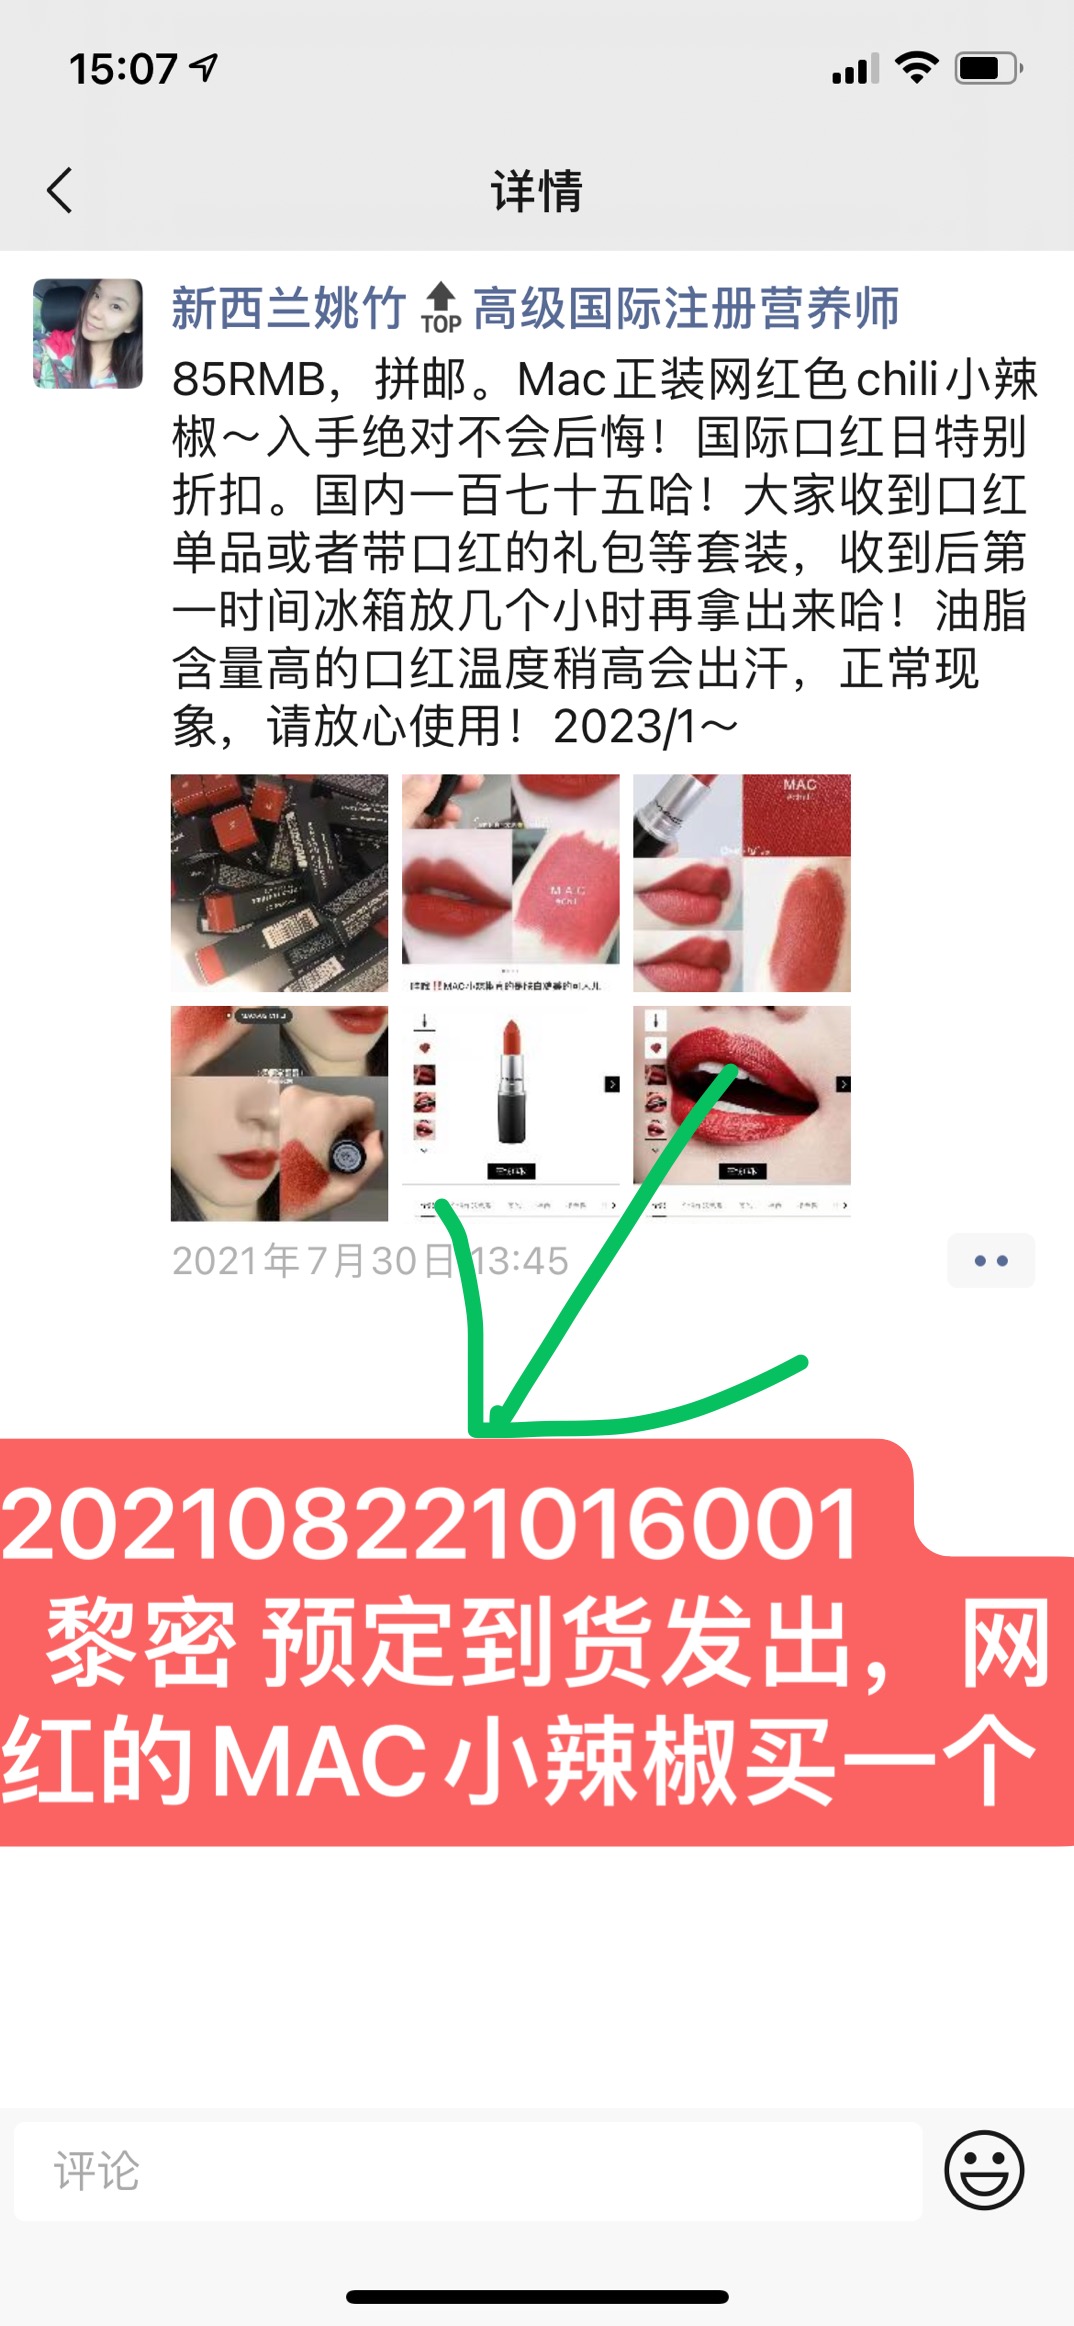 15:07
详情
新西兰姚竹 TOP 高级国际注册营养师
85RMB，拼邮。Mac正装网红色chili小辣
椒～入手绝对不会后悔！国际口红日特别
折扣。国内一百七十五哈！大家收到口红
单品或者带口红的礼包等套装，收到后第
一时间冰箱放几个小时再拿出来哈！油脂
含量高的口红温度稍高会出汗，正常现
象，请放心使用！2023/1～
MAC
MAC
2021年7月30日 13:45
202108221016001
黎密 预定到货发出，网
红的MAC小辣椒买一个
评论